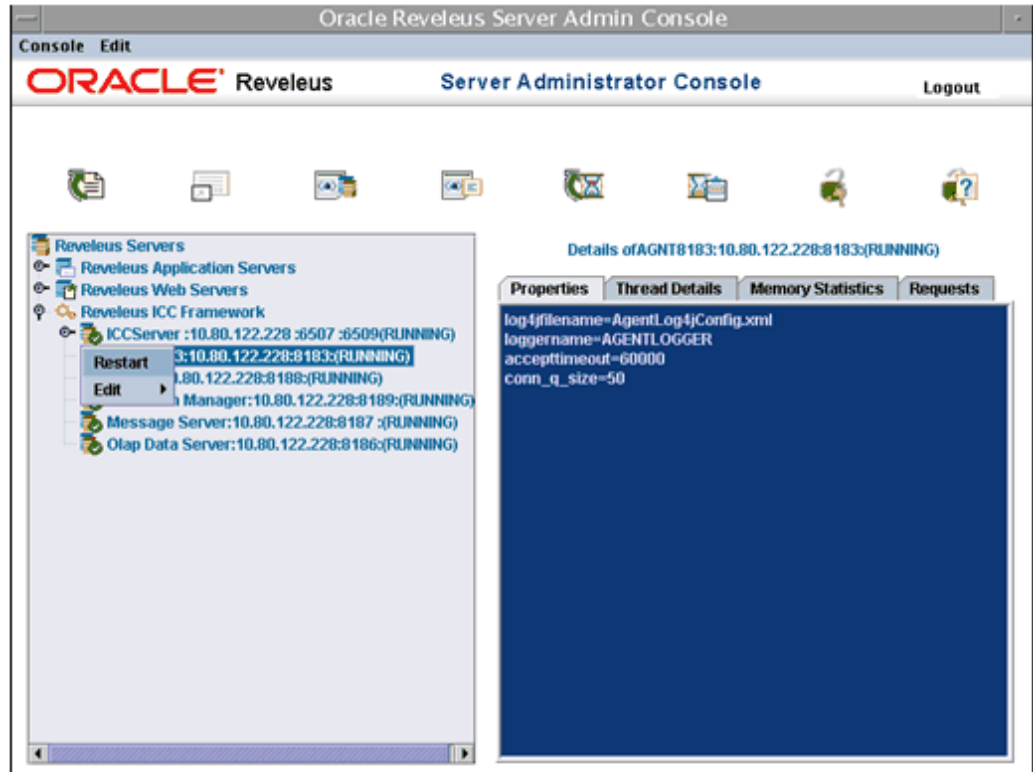 Oracle Reveleus Server Admin Console
Console Edit
ORACLE' Reveleus Server Administrator Console Logout
Reveleus Servers
Reveleus Application Servers
Reveleus Web Servers
Reveleus ICC Framework
ICCServer :10.80.122.228 :6507 :6509(RUNNING)
3:10.80.122.228:8183:(RUNNING)
.80.122.228:8188:(RUNNING)
Manager:10.80.122.228:8189:(RUNNING)
Message Server:10.80.122.228:8187 :(RUNNING)
Olap Data Server:10.80.122.228:8186:(RUNNING)
Restart
Edit
Details ofAGNT8183:10.80.122.228:8183:(RUNNING)
Properties Thread Details Memory Statistics Requests
log4jfilename=AgentLog4jConfig.xml
loggername=AGENTLOGGER
accepttimeout=60000
conn_q_size=50